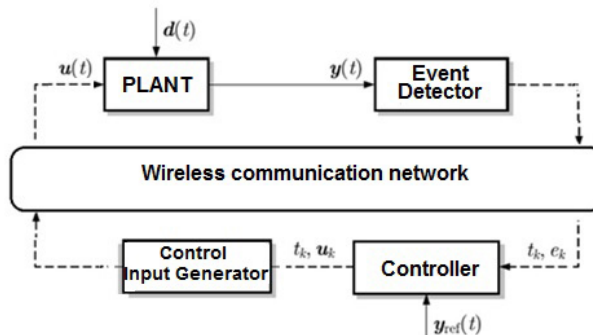 d(t)
u(t)
PLANT
y(t)
Event
Detector
Wireless communication network
Control
Input Generator
t_k, u_k
Controller
t_k, e_k
y_ref(t)